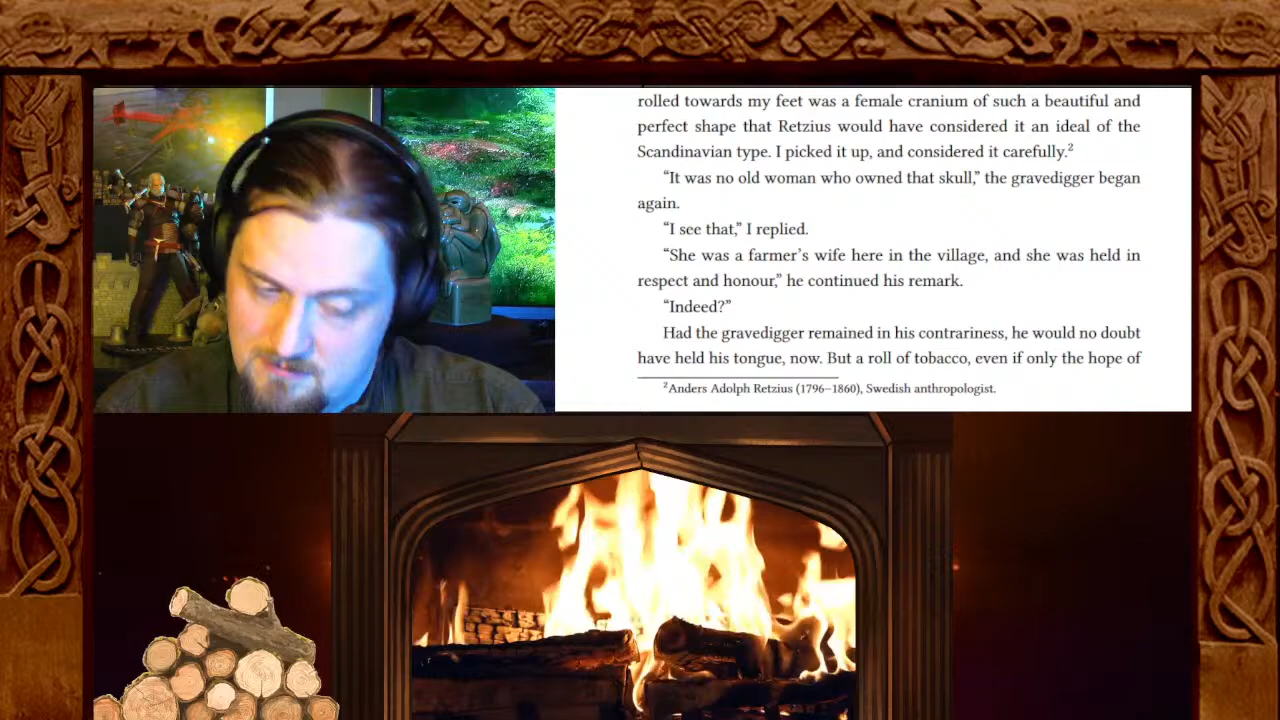 rolled towards my feet was a female cranium of such a beautiful and
perfect shape that Retzius would have considered it an ideal of the
Scandinavian type. I picked it up, and considered it carefully.2
“It was no old woman who owned that skull,” the gravedigger began
again.
“I see that,” I replied.
“She was a farmer’s wife here in the village, and she was held in
respect and honour,” he continued his remark.
“Indeed?”
Had the gravedigger remained in his contrariness, he would no doubt
have held his tongue, now. But a roll of tobacco, even if only the hope of
2Anders Adolph Retzius (1796–1860), Swedish anthropologist.